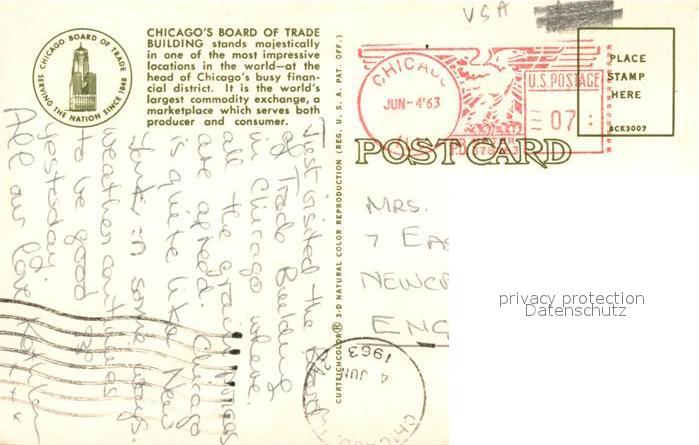 CHICAGO BOARD OF TRADE
SERVING THE NATION SINCE 1848
CHICAGO'S BOARD OF TRADE
BUILDING stands majestically
in one of the most impressive
locations in the world—at the
head of Chicago's busy finan-
cial district. It is the world's
largest commodity exchange, a
marketplace which serves both
producer and consumer.
Just visited the Board
of Trade Building
in Chicago where
all the grain prices
are agreed. Chicago
is quite like New
York in some ways.
weather continues
to be good
yesterday.
All our love
CURTEICHCOLOR® 3-D NATURAL COLOR REPRODUCTION (REG. U. S. A. PAT. OFF.)
USA
CHICAGO
JUN-4'63
U.S. POSTAGE
07
PLACE
STAMP
HERE
8CK3007
POST CARD
MRS.
7
privacy protection
Datenschutz
4 JUN
1963